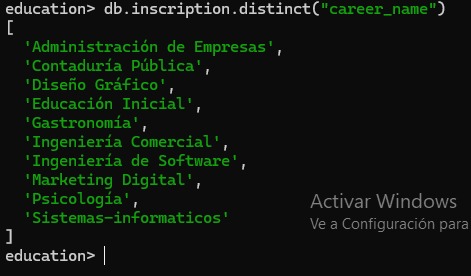 education> db.inscription.distinct("career_name")
[
  'Administración de Empresas',
  'Contaduría Pública',
  'Diseño Gráfico',
  'Educación Inicial',
  'Gastronomía',
  'Ingeniería Comercial',
  'Ingeniería de Software',
  'Marketing Digital',
  'Psicología',
  'Sistemas-informaticos'
]
education>
Activar Windows
Ve a Configuración para